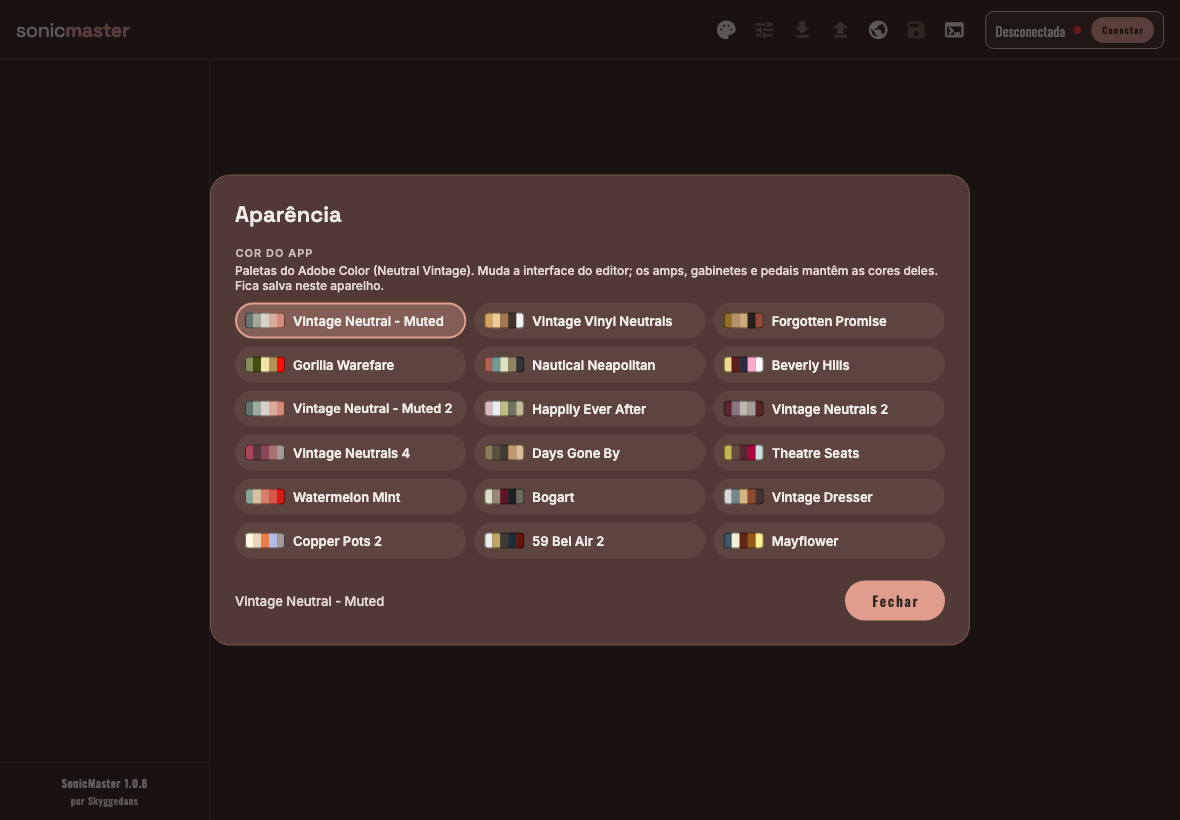 sonicmaster
Desconectada
Conectar
Aparência
COR DO APP
Paletas do Adobe Color (Neutral Vintage). Muda a interface do editor; os amps, gabinetes e pedais mantêm as cores deles.
Fica salva neste aparelho.
Vintage Neutral - Muted
Vintage Vinyl Neutrals
Forgotten Promise
Gorilla Warefare
Nautical Neapolitan
Beverly Hills
Vintage Neutral - Muted 2
Happily Ever After
Vintage Neutrals 2
Vintage Neutrals 4
Days Gone By
Theatre Seats
Watermelon Mint
Bogart
Vintage Dresser
Copper Pots 2
59 Bel Air 2
Mayflower
Vintage Neutral - Muted
Fechar
SonicMaster 1.0.8
por Skyggedans